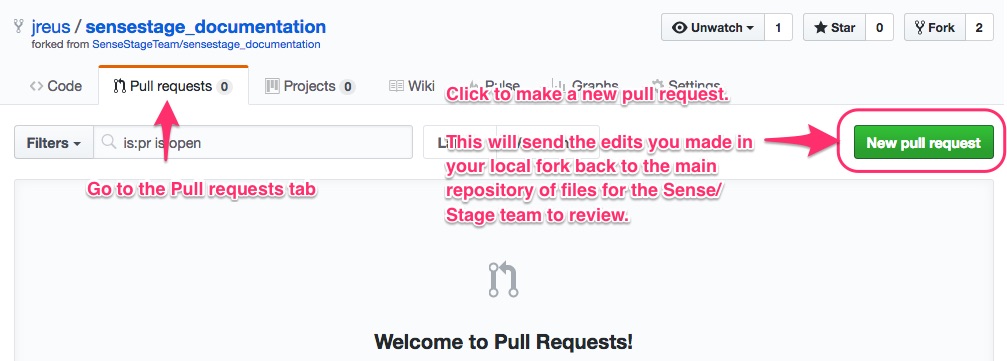 jreus / sensestage_documentation
forked from SenseStageTeam/sensestage_documentation
Unwatch 1 Star 0 Fork 2
Code Pull requests 0 Projects 0 Wiki Pulse Graphs Settings
Click to make a new pull request.
Filters is:pr is:open
New pull request
This will send the edits you made in
your local fork back to the main
repository of files for the Sense/
Stage team to review.
Go to the Pull requests tab
Welcome to Pull Requests!